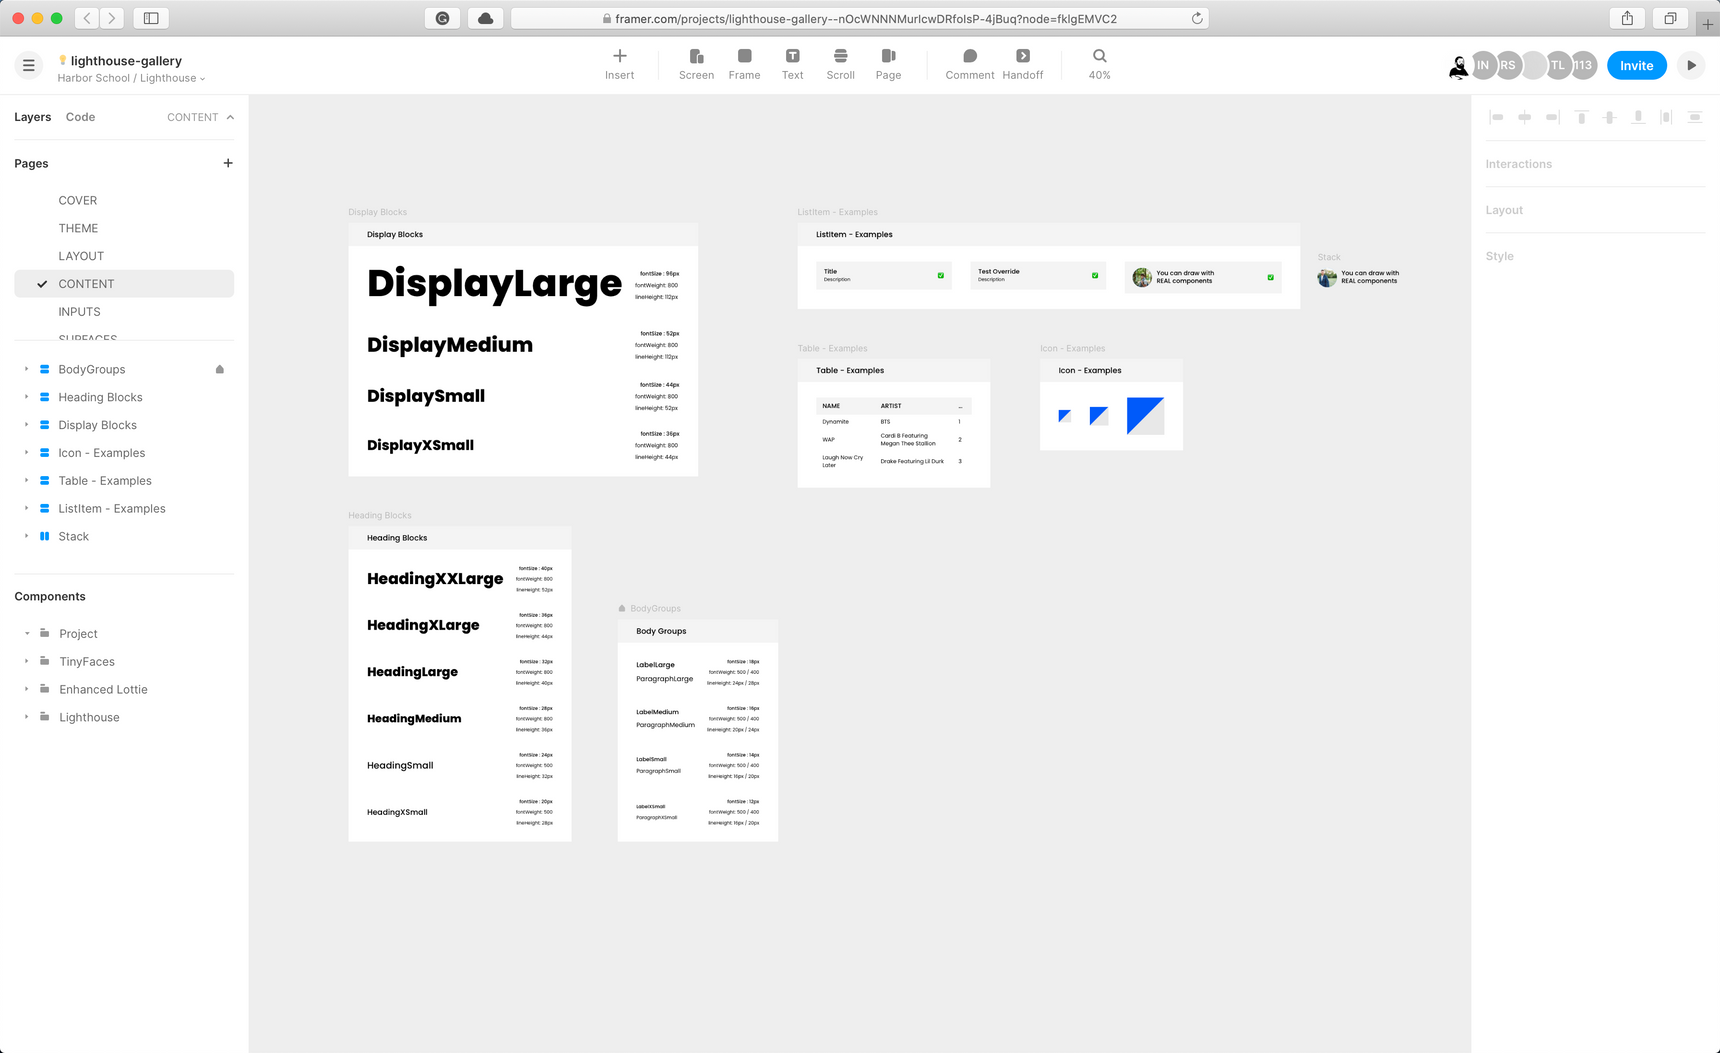 framer.com/projects/lighthouse-gallery--nOcWNNNMurIcwDRfolsP-4jBuq?node=fklgEMVC2
lighthouse-gallery
Harbor School / Lighthouse
Insert
Screen
Frame
Text
Scroll
Page
Comment
Handoff
40%
IN
RS
TL
113
Invite
Layers
Code
CONTENT
Pages
COVER
THEME
LAYOUT
CONTENT
INPUTS
SURFACES
BodyGroups
Heading Blocks
Display Blocks
Icon - Examples
Table - Examples
ListItem - Examples
Stack
Components
Project
TinyFaces
Enhanced Lottie
Lighthouse
Display Blocks
Display Blocks
DisplayLarge
fontSize : 96px
fontWeight: 800
lineHeight: 112px
DisplayMedium
fontSize : 52px
fontWeight: 800
lineHeight: 112px
DisplaySmall
fontSize : 44px
fontWeight: 800
lineHeight: 52px
DisplayXSmall
fontSize : 36px
fontWeight: 800
lineHeight: 44px
Heading Blocks
Heading Blocks
HeadingXXLarge
fontSize : 40px
fontWeight: 800
lineHeight: 52px
HeadingXLarge
fontSize : 36px
fontWeight: 800
lineHeight: 44px
HeadingLarge
fontSize : 32px
fontWeight: 800
lineHeight: 40px
HeadingMedium
fontSize : 28px
fontWeight: 800
lineHeight: 36px
HeadingSmall
fontSize : 24px
fontWeight: 500
lineHeight: 32px
HeadingXSmall
fontSize : 20px
fontWeight: 500
lineHeight: 28px
BodyGroups
Body Groups
LabelLarge
ParagraphLarge
fontSize : 18px
fontWeight: 500 / 400
lineHeight: 24px / 28px
LabelMedium
ParagraphMedium
fontSize : 16px
fontWeight: 500 / 400
lineHeight: 20px / 24px
LabelSmall
ParagraphSmall
fontSize : 14px
fontWeight: 500 / 400
lineHeight: 16px / 20px
LabelXSmall
ParagraphXSmall
fontSize : 12px
fontWeight: 500 / 400
lineHeight: 16px / 20px
ListItem - Examples
ListItem - Examples
Title
Description
Test Override
Description
You can draw with
REAL components
Stack
You can draw with
REAL components
Table - Examples
Table - Examples
NAME ARTIST ...
Dynamite BTS 1
WAP Cardi B Featuring
Megan Thee Stallion 2
Laugh Now Cry
Later Drake Featuring Lil Durk 3
Icon - Examples
Icon - Examples
Interactions
Layout
Style